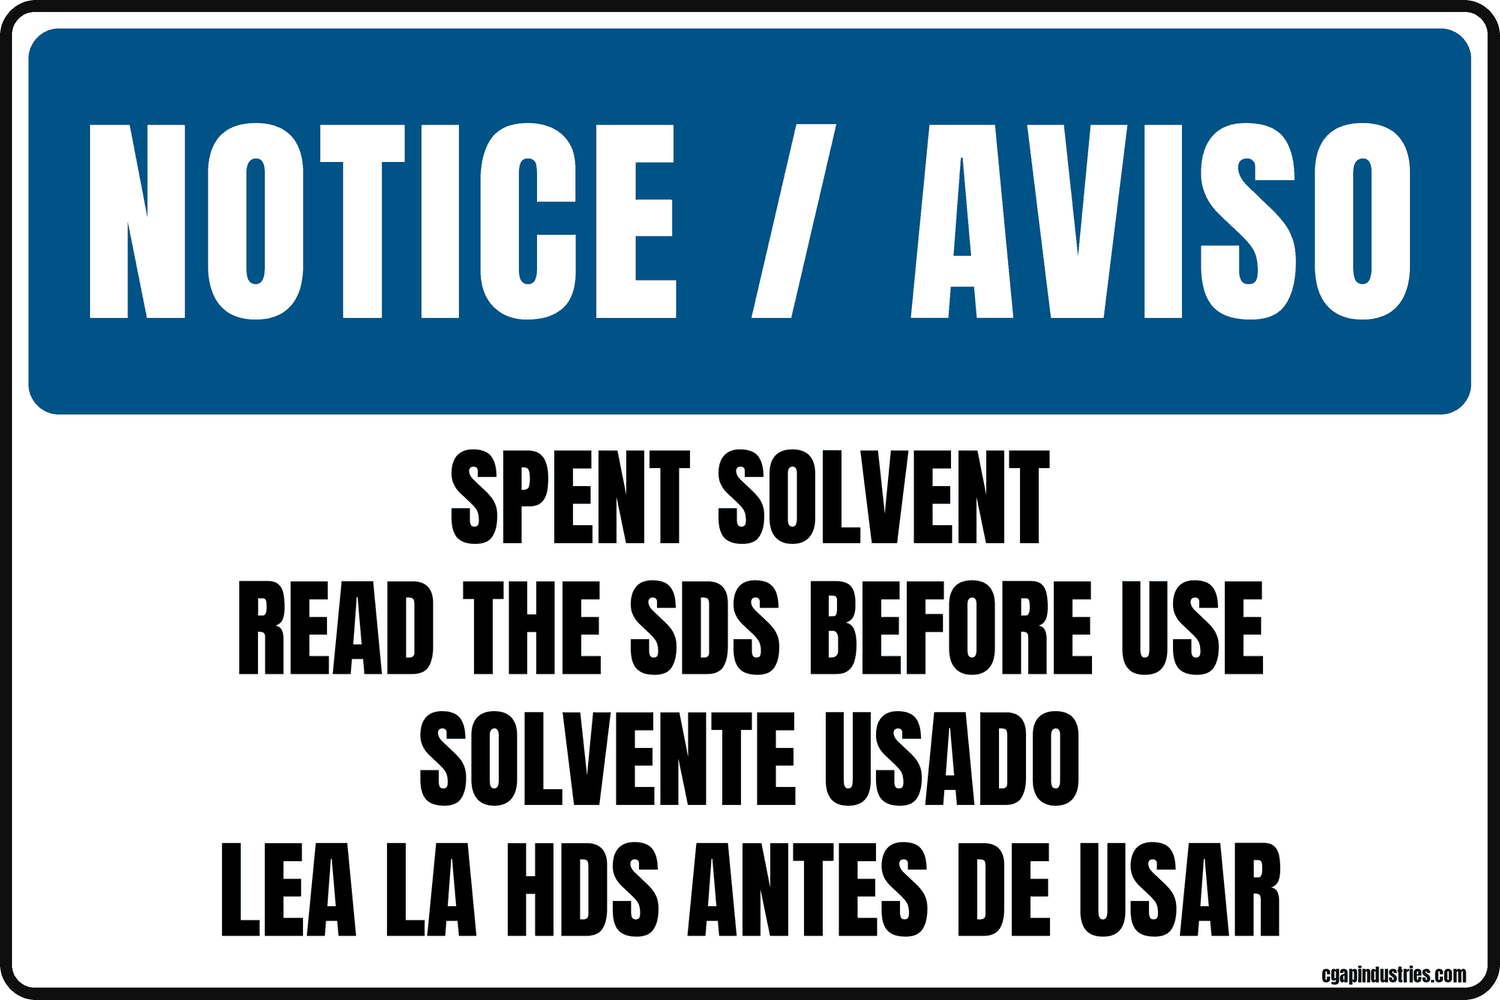 NOTICE / AVISO
SPENT SOLVENT
READ THE SDS BEFORE USE
SOLVENTE USADO
LEA LA HDS ANTES DE USAR
cgapindustries.com